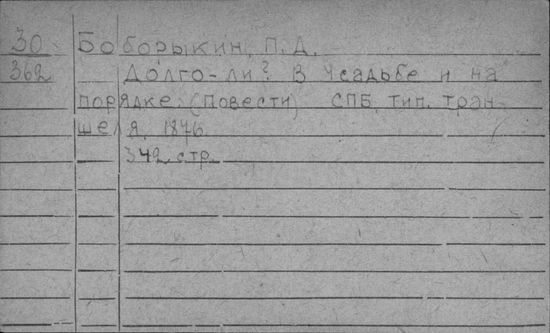 30 Боборыкин, П.Д.
362 Долго-ли? В усадьбе и на
порядке. (Повести) СПБ, тип. Тран-
шеля, 1876.
342 стр.